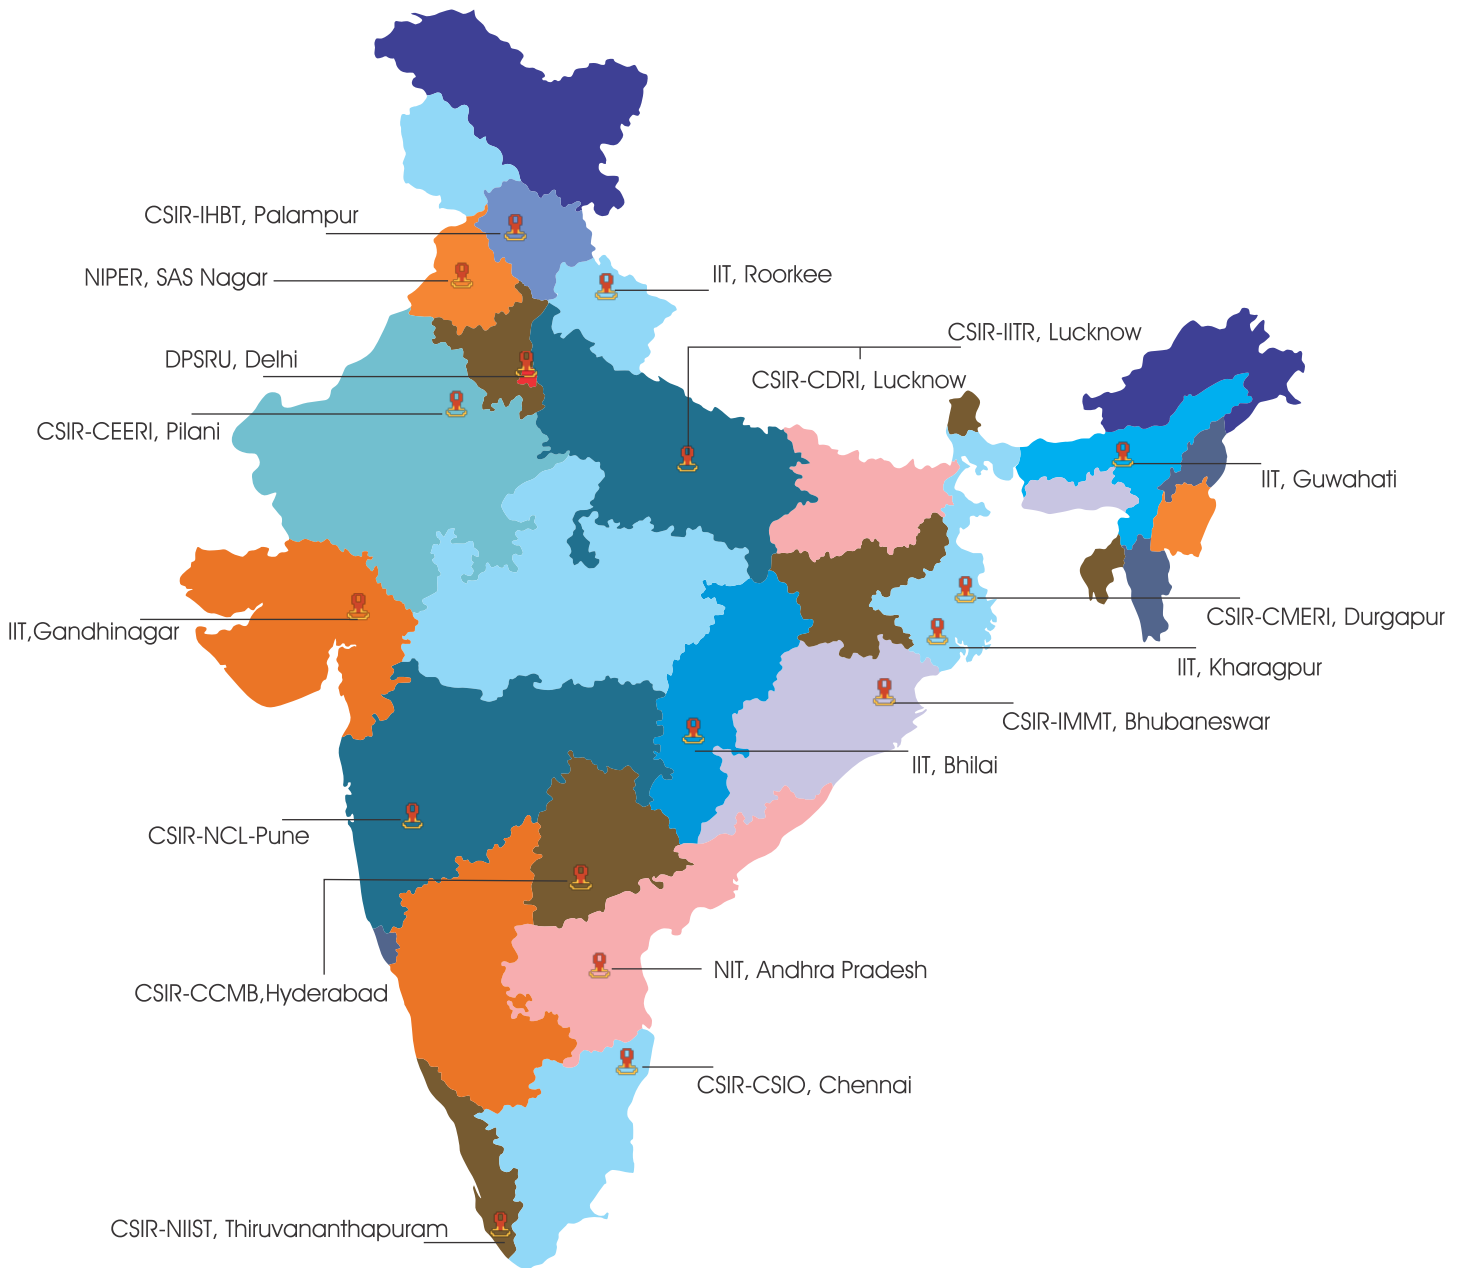 CSIR-IHBT, Palampur
NIPER, SAS Nagar
IIT, Roorkee
CSIR-IITR, Lucknow
DPSRU, Delhi
CSIR-CDRI, Lucknow
CSIR-CEERI, Pilani
IIT, Guwahati
CSIR-CMERI, Durgapur
IIT,Gandhinagar
IIT, Kharagpur
CSIR-IMMT, Bhubaneswar
IIT, Bhilai
CSIR-NCL-Pune
NIT, Andhra Pradesh
CSIR-CCMB,Hyderabad
CSIR-CSIO, Chennai
CSIR-NIIST, Thiruvananthapuram